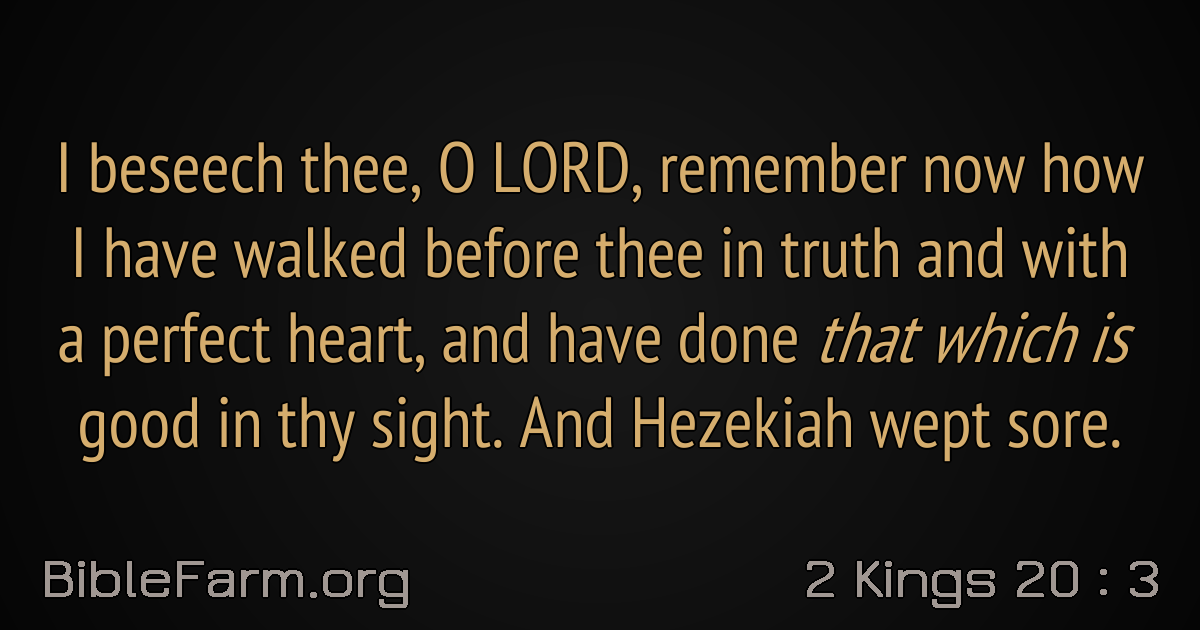 I beseech thee, O LORD, remember now how
I have walked before thee in truth and with
a perfect heart, and have done that which is
good in thy sight. And Hezekiah wept sore.
BibleFarm.org
2 Kings 20 : 3